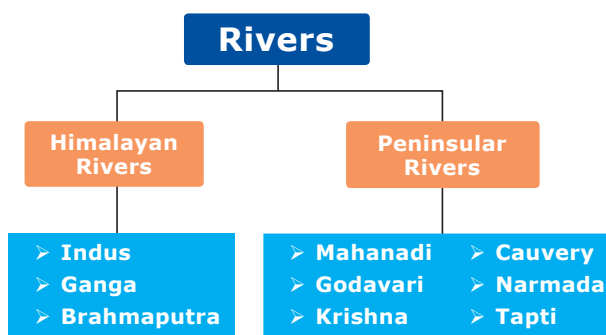 Rivers
Himalayan
Rivers
Peninsular
Rivers
➢ Indus
➢ Ganga
➢ Brahmaputra
➢ Mahanadi
➢ Godavari
➢ Krishna
➢ Cauvery
➢ Narmada
➢ Tapti